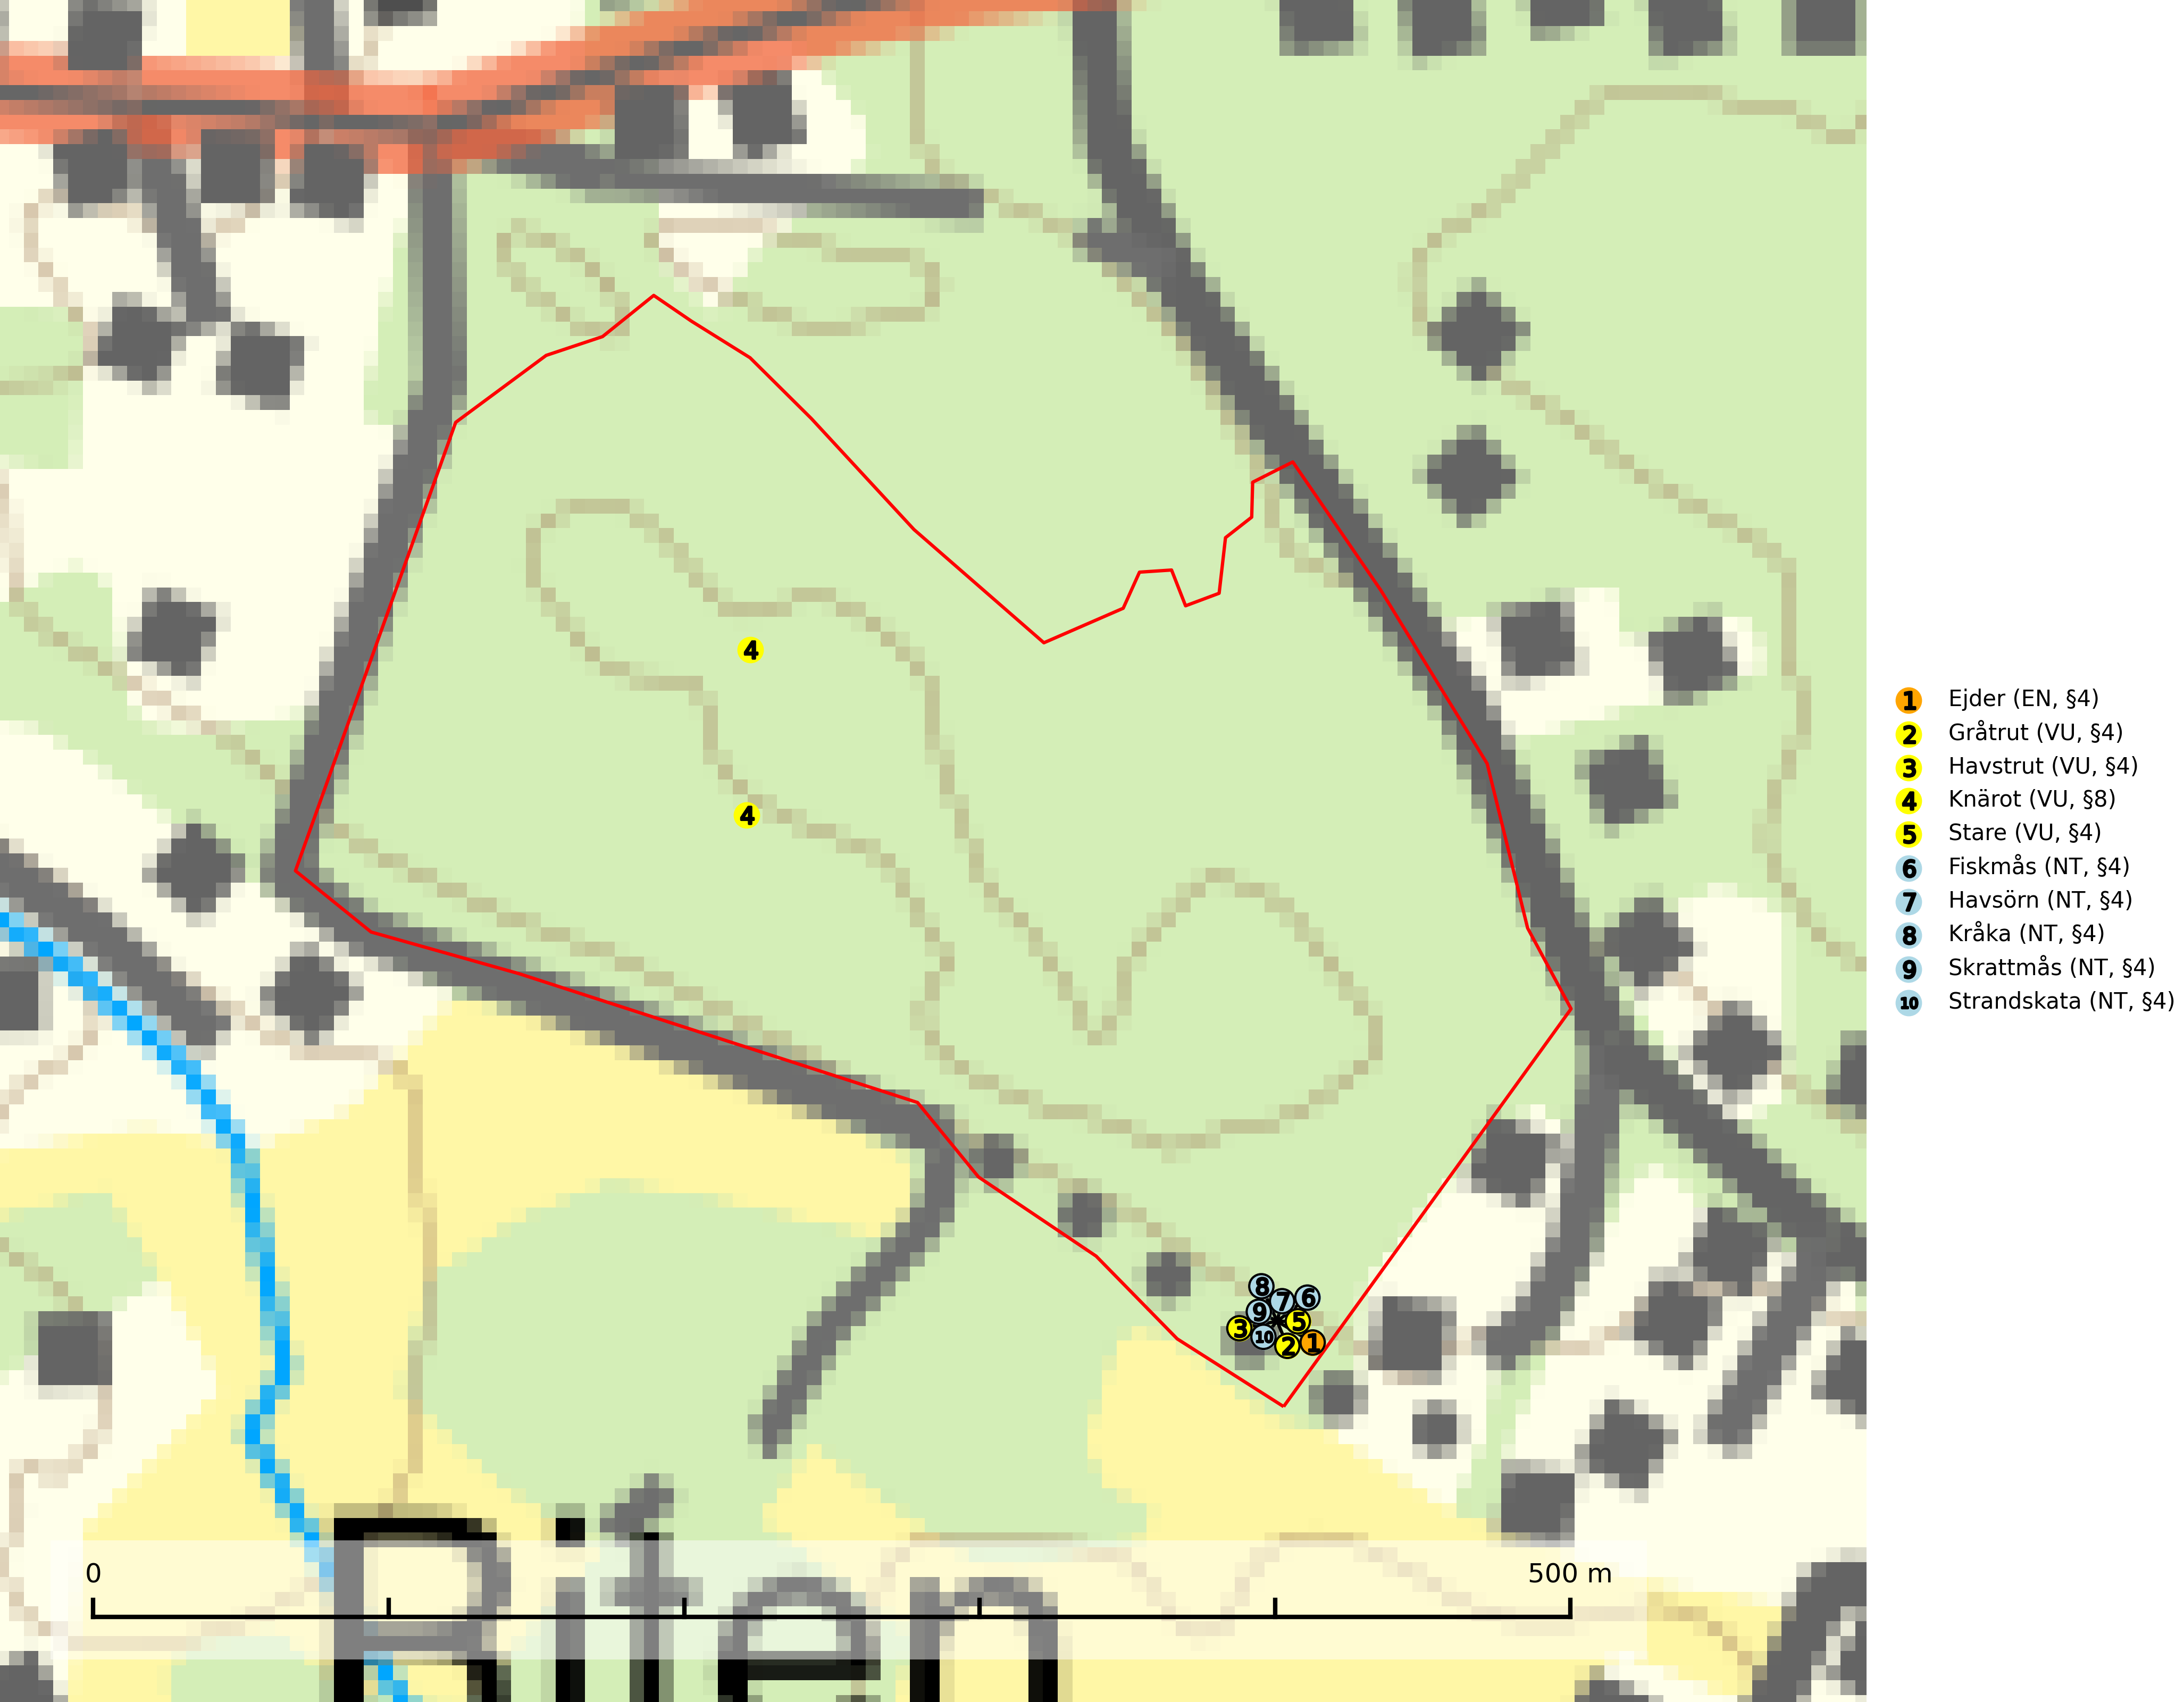 4
4
8
7
6
9
5
3
10
2
1
1 Ejder (EN, §4)
2 Gråtrut (VU, §4)
3 Havstrut (VU, §4)
4 Knärot (VU, §8)
5 Stare (VU, §4)
6 Fiskmås (NT, §4)
7 Havsörn (NT, §4)
8 Kråka (NT, §4)
9 Skrattmås (NT, §4)
10 Strandskata (NT, §4)
0
500 m